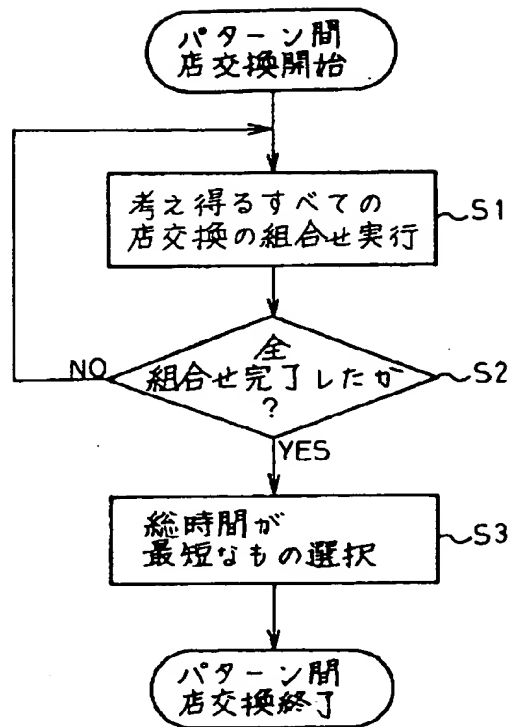 パターン間
店交換開始
考え得るすべての
店交換の組合せ実行
S1
全
組合せ完了したか
?
S2
NO
YES
総時間が
最短なもの選択
S3
パターン間
店交換終了